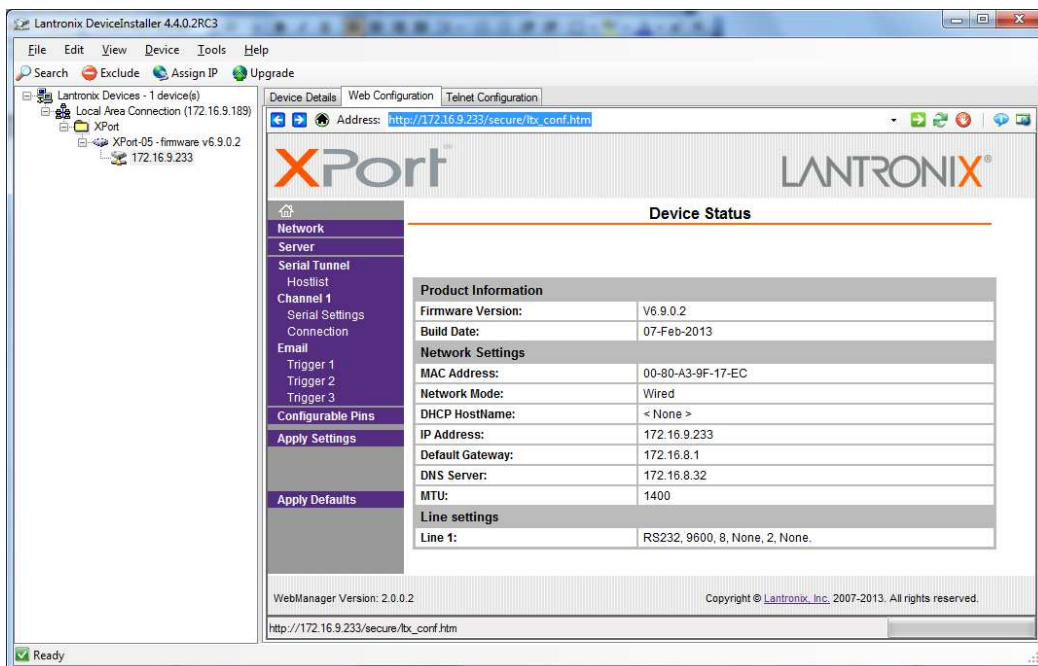 Lantronix DeviceInstaller 4.4.0.2RC3
File Edit View Device Tools Help
Search Exclude Assign IP Upgrade
Lantronix Devices - 1 device(s)
Local Area Connection (172.16.9.189)
XPort
XPort-05 - firmware v6.9.0.2
172.16.9.233
Device Details Web Configuration Telnet Configuration
Address: http://172.16.9.233/secure/ltx_conf.htm
XPort LANTRONIX®
Network
Server
Serial Tunnel
Hostlist
Channel 1
Serial Settings
Connection
Email
Trigger 1
Trigger 2
Trigger 3
Configurable Pins
Apply Settings
Apply Defaults
Device Status
Product Information
Firmware Version: V6.9.0.2
Build Date: 07-Feb-2013
Network Settings
MAC Address: 00-80-A3-9F-17-EC
Network Mode: Wired
DHCP HostName: < None >
IP Address: 172.16.9.233
Default Gateway: 172.16.8.1
DNS Server: 172.16.8.32
MTU: 1400
Line settings
Line 1: RS232, 9600, 8, None, 2, None.
WebManager Version: 2.0.0.2 Copyright © Lantronix, Inc. 2007-2013. All rights reserved.
http://172.16.9.233/secure/ltx_conf.htm
Ready